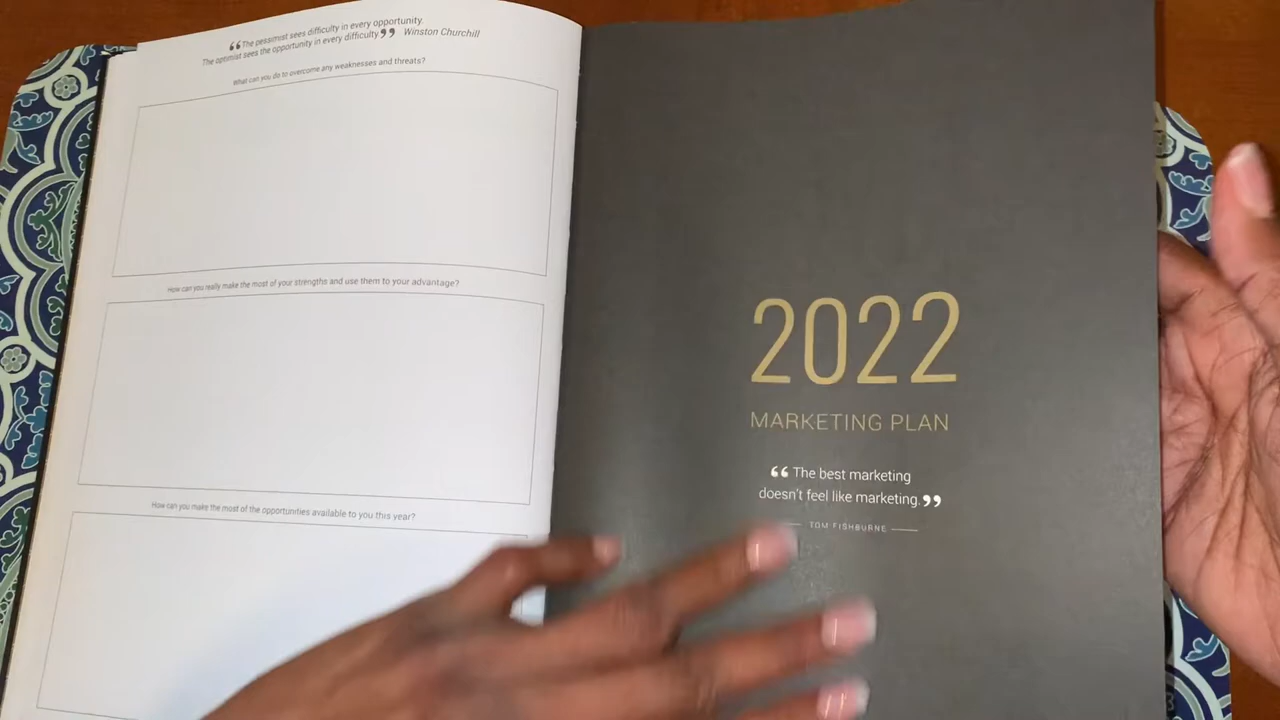 “The pessimist sees difficulty in every opportunity.
The optimist sees the opportunity in every difficulty” Winston Churchill
What can you do to overcome any weaknesses and threats?
How can you really make the most of your strengths and use them to your advantage?
How can you make the most of the opportunities available to you this year?
2022
MARKETING PLAN
“The best marketing
doesn't feel like marketing.”
TOM FISHBURNE